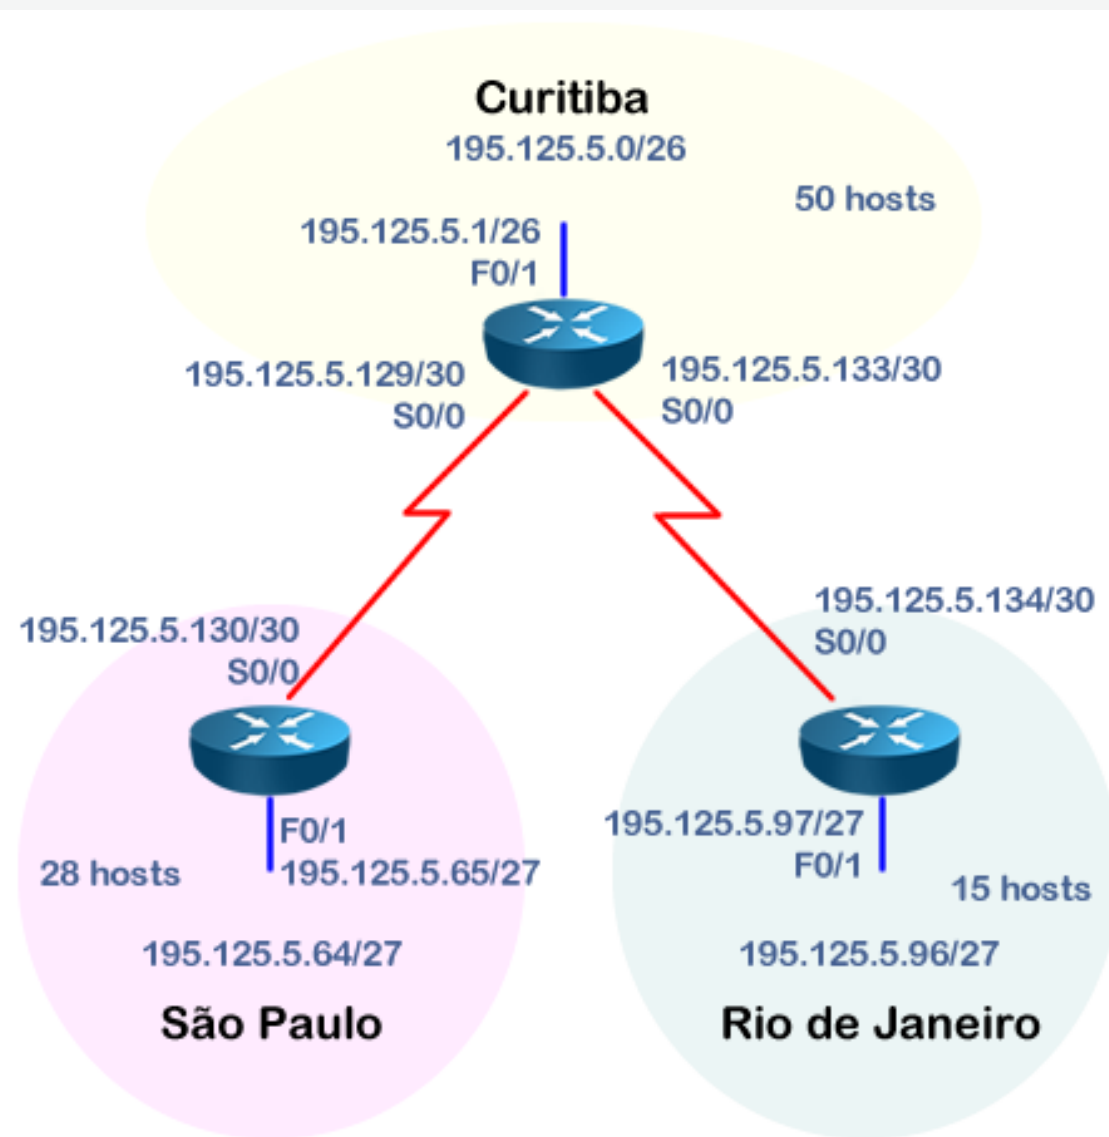 Curitiba
195.125.5.0/26
50 hosts
195.125.5.1/26
F0/1
195.125.5.129/30
S0/0
195.125.5.133/30
S0/0
195.125.5.130/30
S0/0
195.125.5.134/30
S0/0
F0/1
195.125.5.65/27
28 hosts
195.125.5.64/27
São Paulo
195.125.5.97/27
F0/1
15 hosts
195.125.5.96/27
Rio de Janeiro